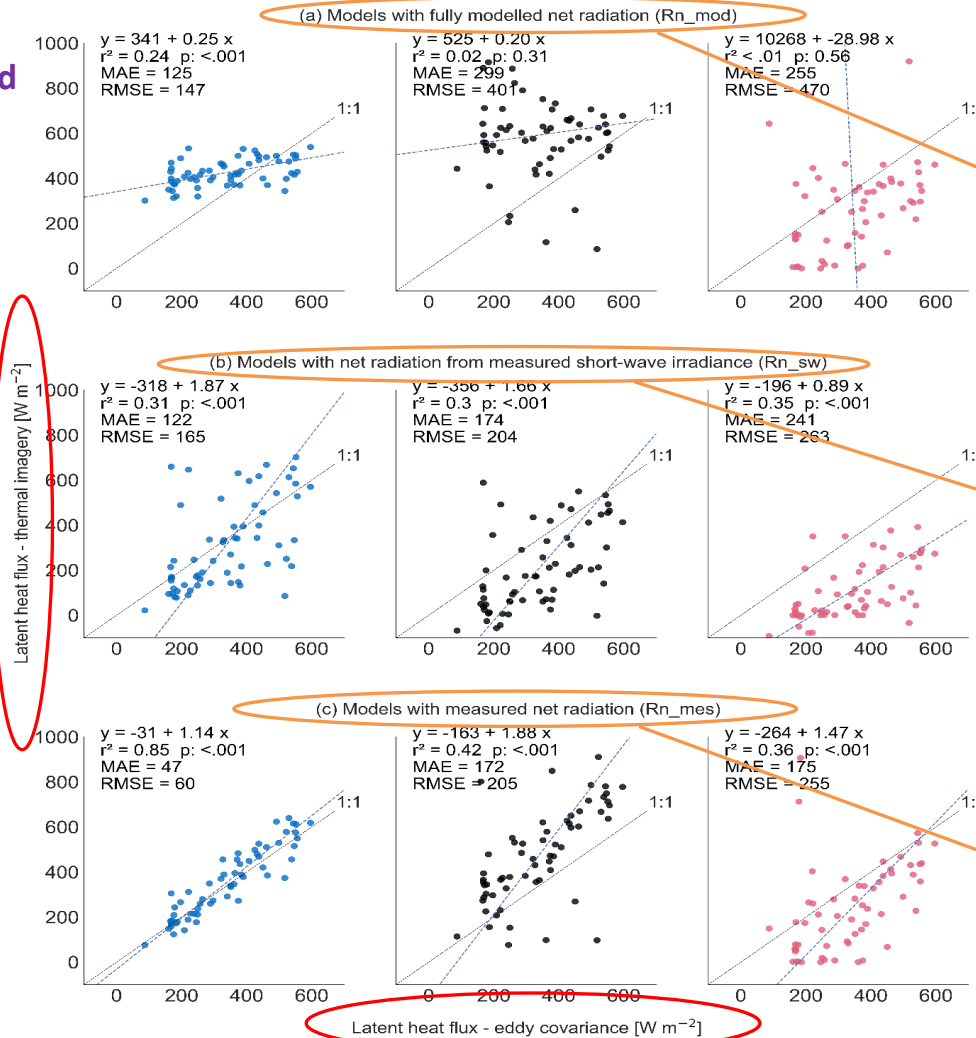 (a) Models with fully modelled net radiation (Rn_mod)
d
y = 341 + 0.25 x
r² = 0.24 p: <.001
MAE = 125
RMSE = 147
1:1
y = 525 + 0.20 x
r² = 0.02 p: 0.31
MAE = 299
RMSE = 401
1:1
y = 10268 + -28.98 x
r² < .01 p: 0.56
MAE = 255
RMSE = 470
1:1
1000
800
600
400
200
0
0 200 400 600
0 200 400 600
0 200 400 600
(b) Models with net radiation from measured short-wave irradiance (Rn_sw)
y = -318 + 1.87 x
r² = 0.31 p: <.001
MAE = 122
RMSE = 165
1:1
y = -356 + 1.66 x
r² = 0.3 p: <.001
MAE = 174
RMSE = 204
1:1
y = -196 + 0.89 x
r² = 0.35 p: <.001
MAE = 241
RMSE = 263
1:
1000
800
600
400
200
0
0 200 400 600
0 200 400 600
0 200 400 600
Latent heat flux - thermal imagery [W m⁻²]
(c) Models with measured net radiation (Rn_mes)
y = -31 + 1.14 x
r² = 0.85 p: <.001
MAE = 47
RMSE = 60
1:1
y = -163 + 1.88 x
r² = 0.42 p: <.001
MAE = 172
RMSE = 205
1:1
y = -264 + 1.47 x
r² = 0.36 p: <.001
MAE = 175
RMSE = 255
1:
1000
800
600
400
200
0
0 200 400 600
0 200 400 600
0 200 400 600
Latent heat flux - eddy covariance [W m⁻²]